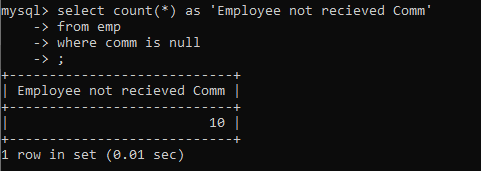 mysql> select count(*) as 'Employee not recieved Comm'
    -> from emp
    -> where comm is null
    -> ;
+----------------------------+
| Employee not recieved Comm |
+----------------------------+
|                         10 |
+----------------------------+
1 row in set (0.01 sec)